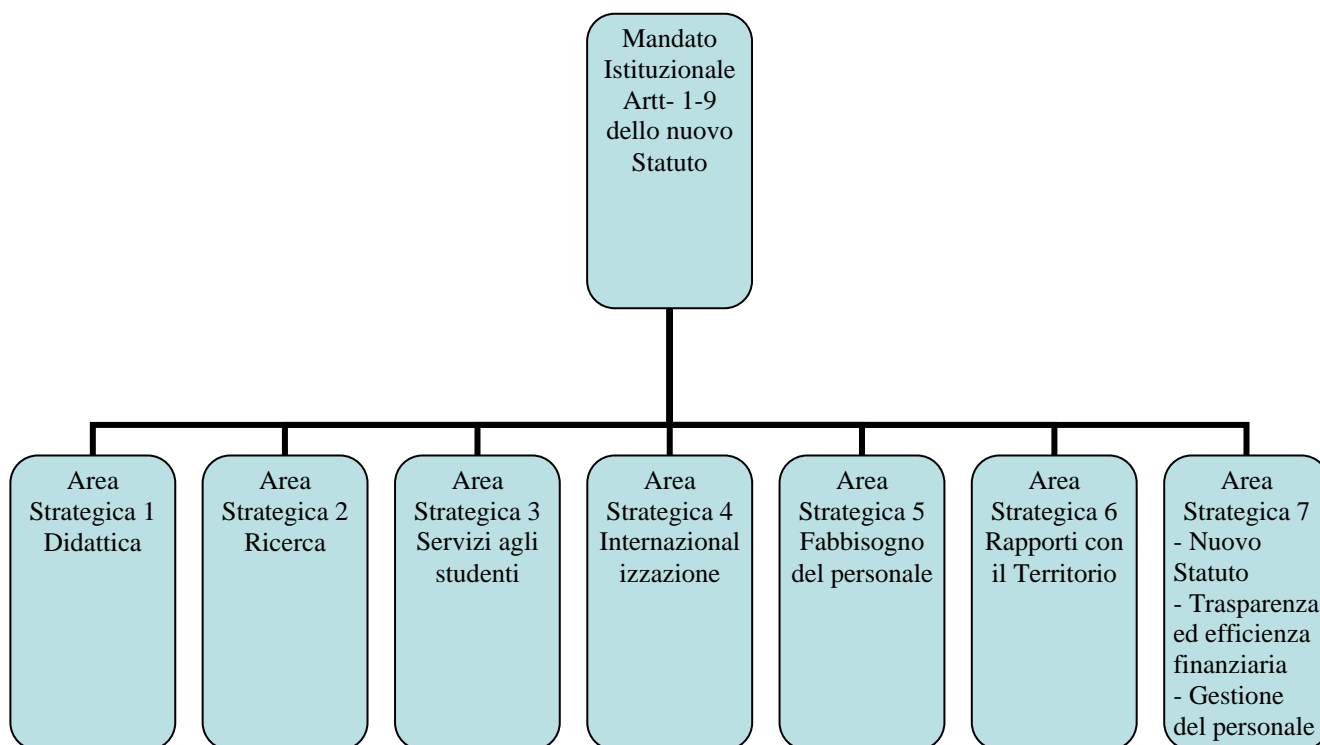 Mandato
Istituzionale
Artt- 1-9
dello nuovo
Statuto
Area
Strategica 1
Didattica
Area
Strategica 2
Ricerca
Area
Strategica 3
Servizi agli
studenti
Area
Strategica 4
Internazional
izzazione
Area
Strategica 5
Fabbisogno
del personale
Area
Strategica 6
Rapporti con
il Territorio
Area
Strategica 7
- Nuovo
Statuto
- Trasparenza
ed efficienza
finanziaria
- Gestione
del personale